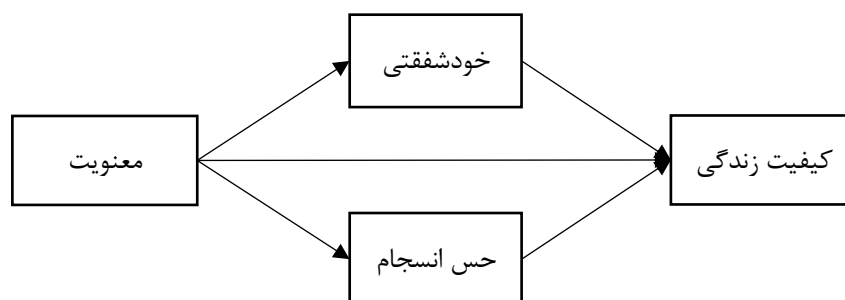 خودشفقتی
معنویت
کیفیت زندگی
حس انسجام